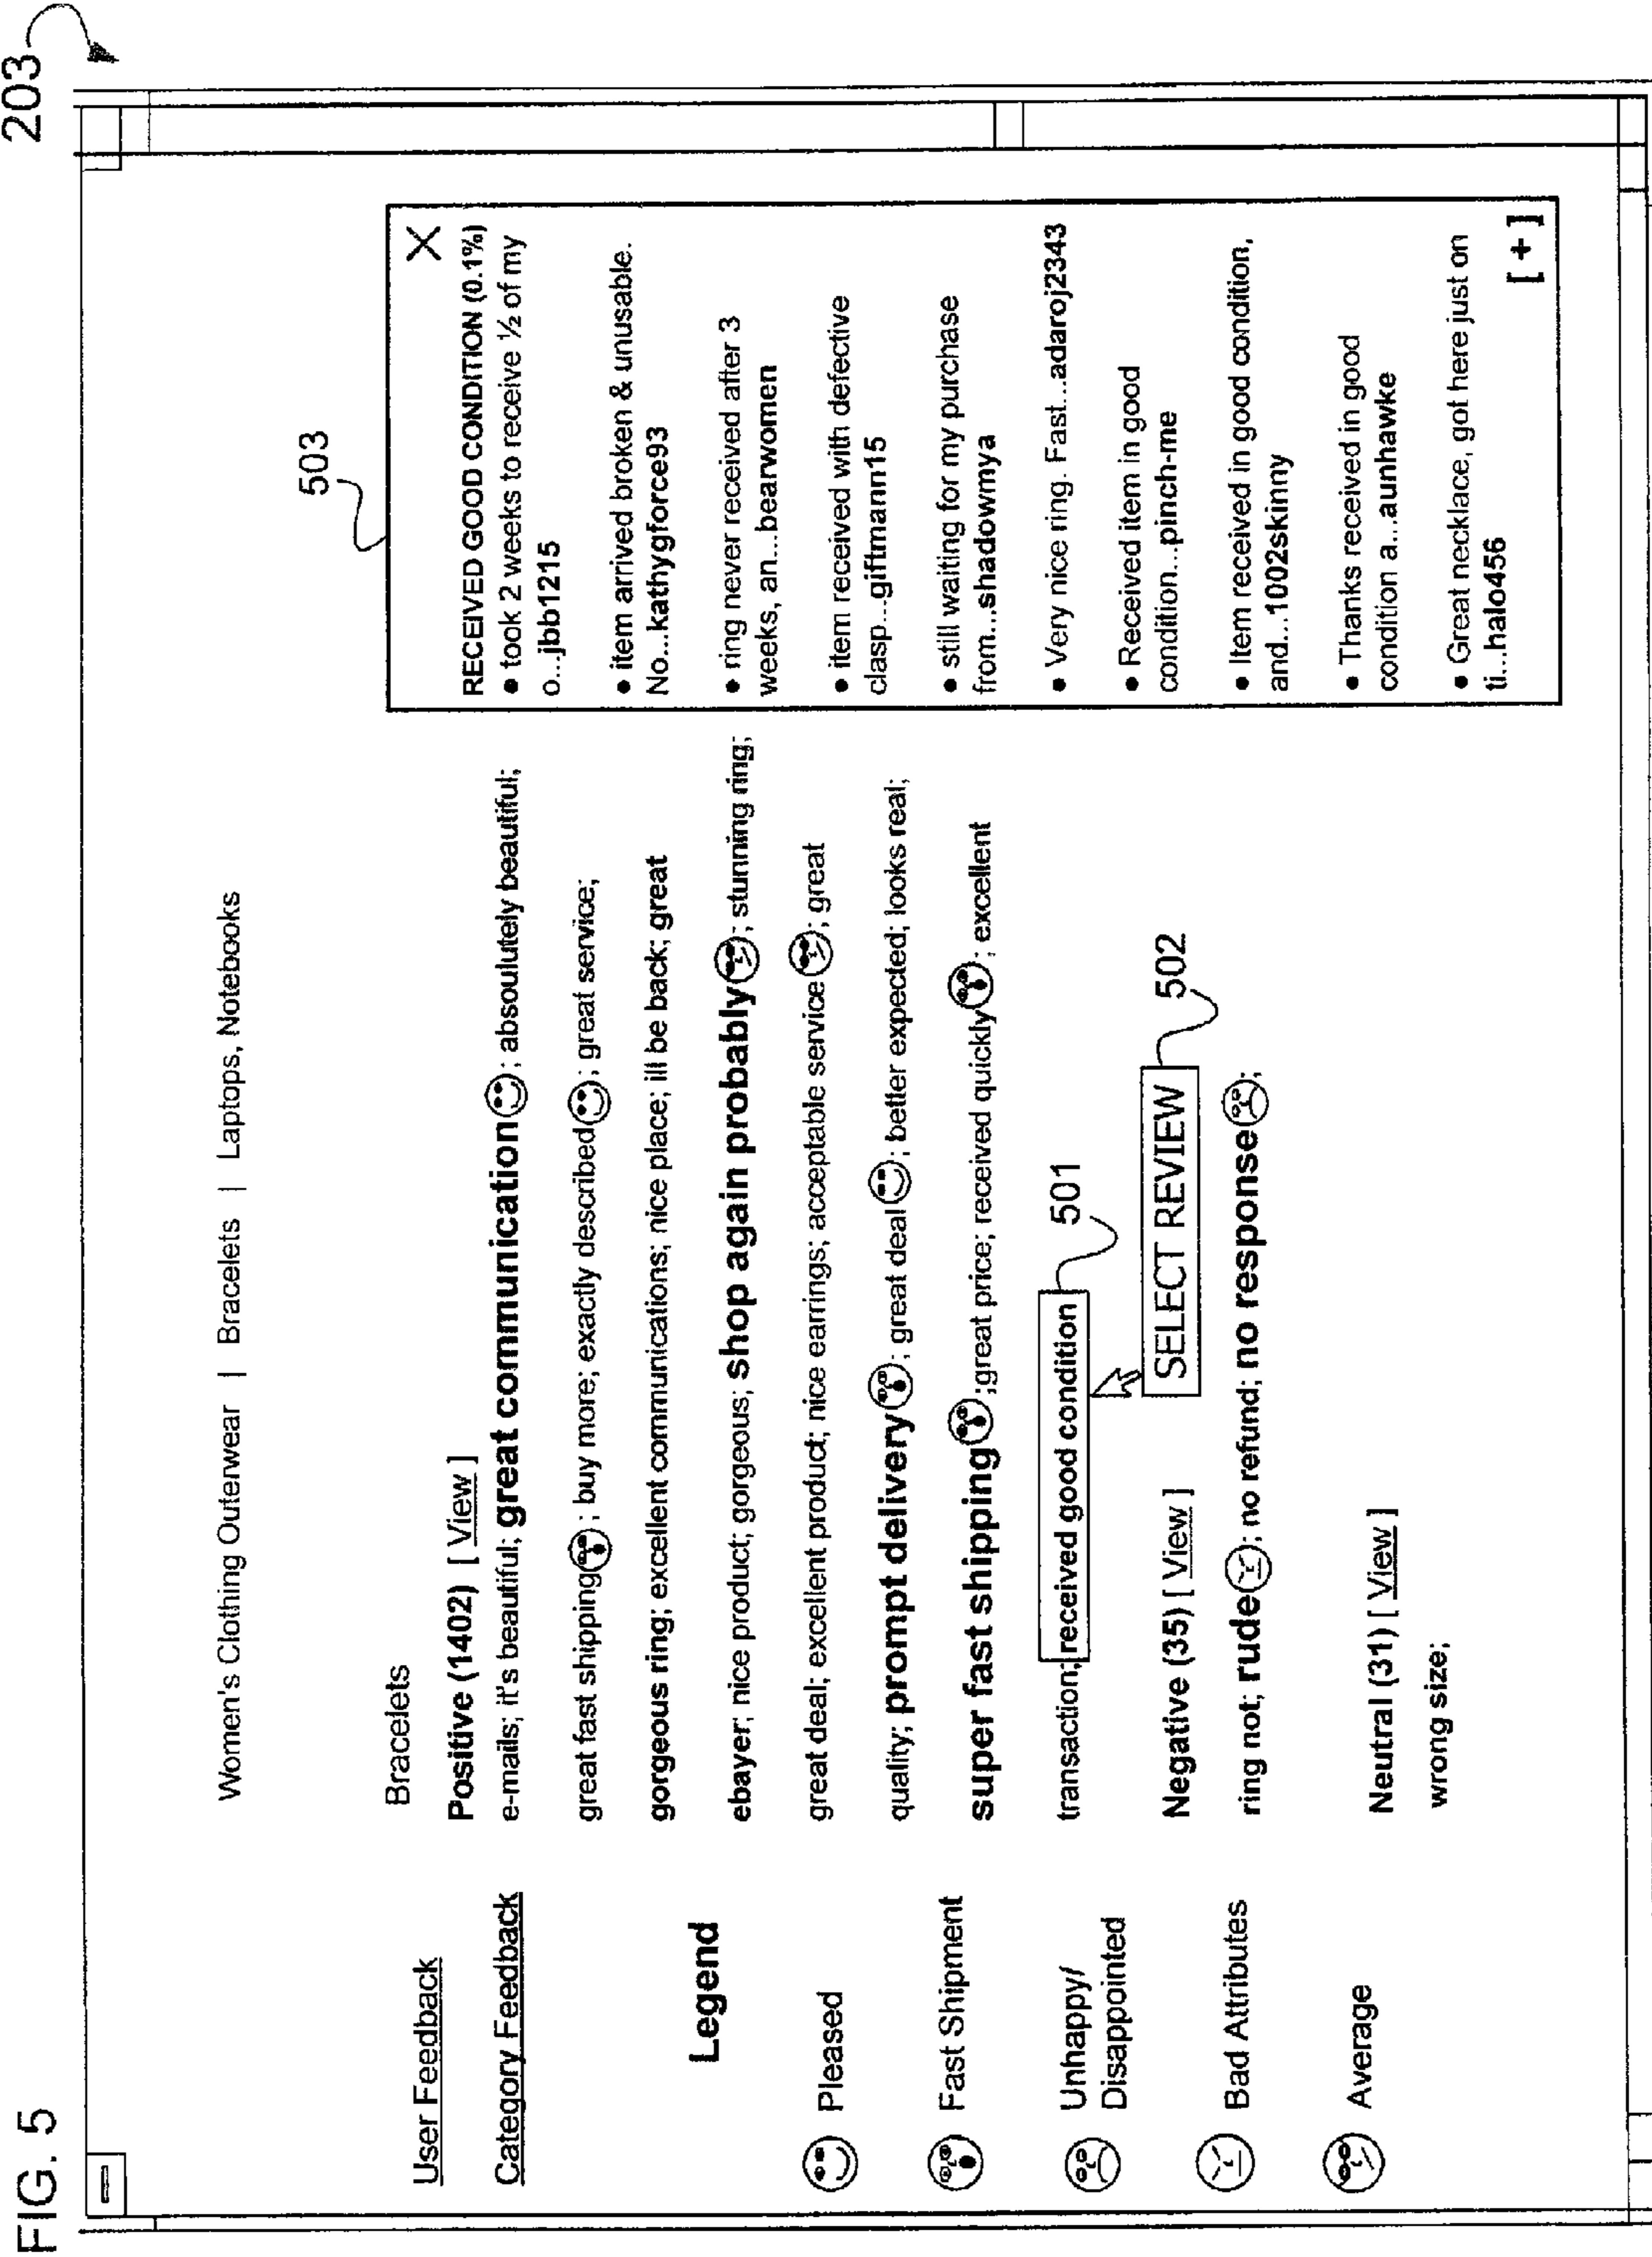 FIG. 5
203
Women's Clothing Outerwear | Bracelets | Laptops, Notebooks
User Feedback
Category Feedback
Legend
Pleased
Fast Shipment
Unhappy/
Disappointed
Bad Attributes
Average
Bracelets
Positive (1402) [ View ]
e-mails; it's beautiful; great communication; absoulutely beautiful;
great fast shipping; buy more; exactly described; great service;
gorgeous ring; excellent communications; nice place; ill be back; great
ebayer; nice product; gorgeous; shop again probably; stunning ring;
great deal; excellent product; nice earrings; acceptable service; great
quality; prompt delivery; great deal; better expected; looks real;
super fast shipping;great price; received quickly; excellent
transaction; received good condition
501
SELECT REVIEW
502
Negative (35) [ View ]
ring not; rude; no refund; no response;
Neutral (31) [ View ]
wrong size;
503
X
RECEIVED GOOD CONDITION (0.1%)
• took 2 weeks to receive ½ of my
o...jbb1215
• item arrived broken & unusable.
No...kathygforce93
• ring never received after 3
weeks, an...bearwomen
• item received with defective
clasp...giftmann15
• still waiting for my purchase
from...shadowmya
• Very nice ring. Fast...adaroj2343
• Received item in good
condition...pinch-me
• Item received in good condition,
and...1002skinny
• Thanks received in good
condition a...aunhawke
• Great necklace, got here just on
ti...halo456
[ + ]